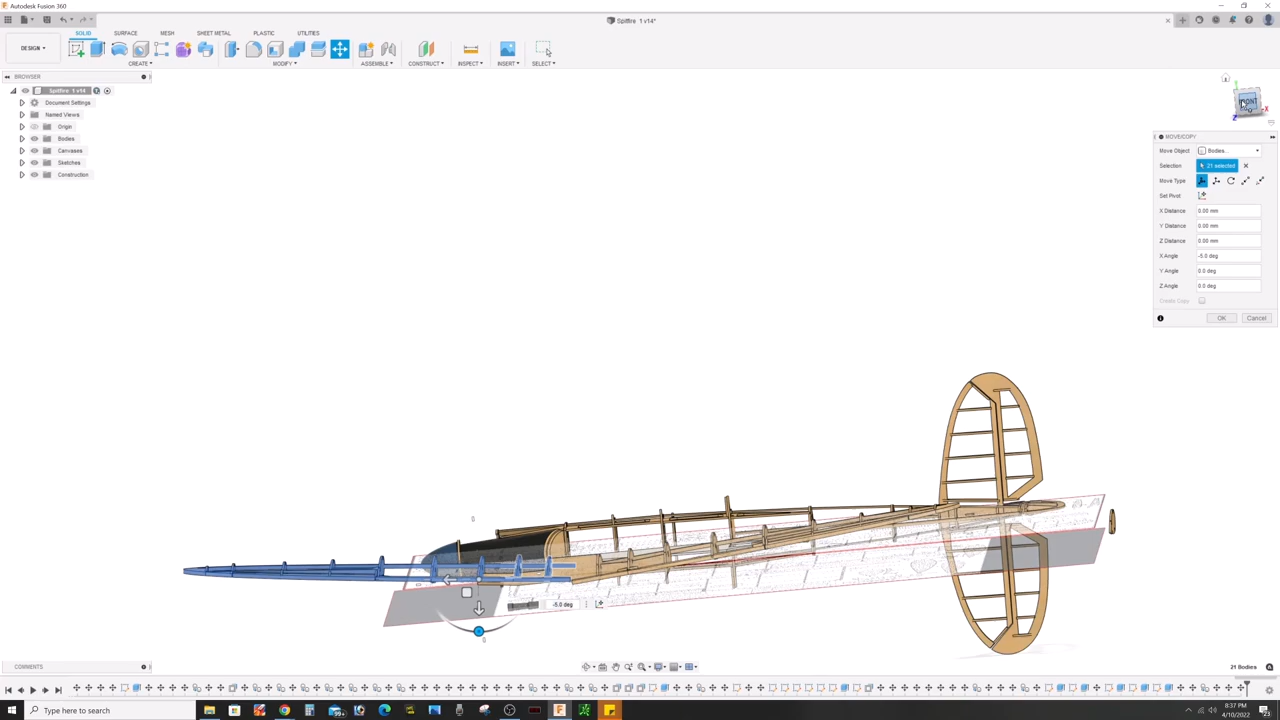 Autodesk Fusion 360
Spitfire 1 v14*
DESIGN
SOLID SURFACE MESH SHEET METAL PLASTIC UTILITIES
CREATE MODIFY ASSEMBLE CONSTRUCT INSPECT INSERT SELECT
BROWSER
Spitfire 1 v14
Document Settings
Named Views
Origin
Bodies
Canvases
Sketches
Construction
FRONT
Y
X
Z
MOVE/COPY
Move Object Bodies
Selection 21 selected
Move Type
Set Pivot
X Distance 0.00 mm
Y Distance 0.00 mm
Z Distance 0.00 mm
X Angle -5.0 deg
Y Angle 0.0 deg
Z Angle 0.0 deg
Create Copy
OK Cancel
-5.0 deg
COMMENTS
21 Bodies
Type here to search
99+
8:37 PM
4/10/2022
23